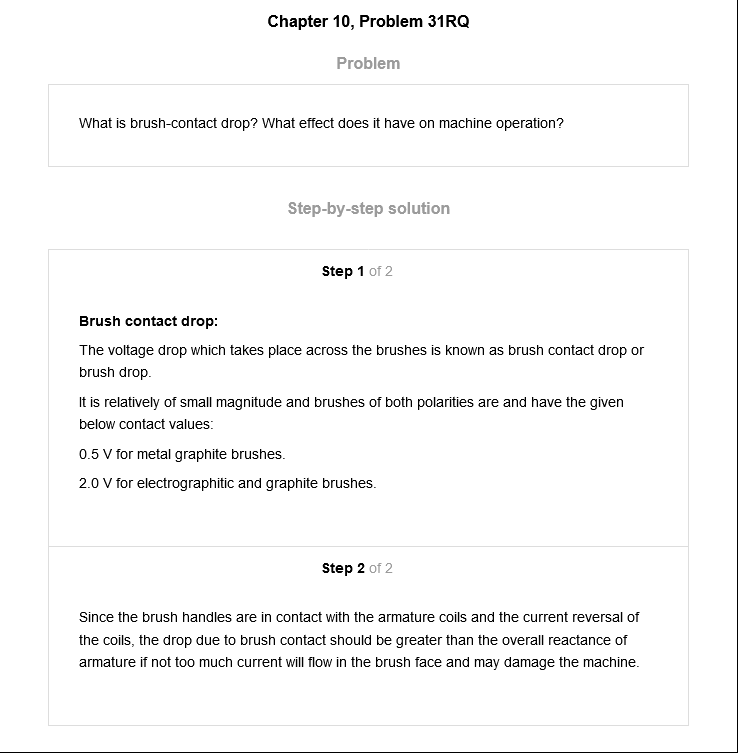 Chapter 10, Problem 31RQ
Problem
What is brush-contact drop? What effect does it have on machine operation?
Step-by-step solution
Step 1 of 2
Brush contact drop:
The voltage drop which takes place across the brushes is known as brush contact drop or
brush drop.
It is relatively of small magnitude and brushes of both polarities are and have the given
below contact values:
0.5 V for metal graphite brushes.
2.0 V for electrographitic and graphite brushes.
Step 2 of 2
Since the brush handles are in contact with the armature coils and the current reversal of
the coils, the drop due to brush contact should be greater than the overall reactance of
armature if not too much current will flow in the brush face and may damage the machine.